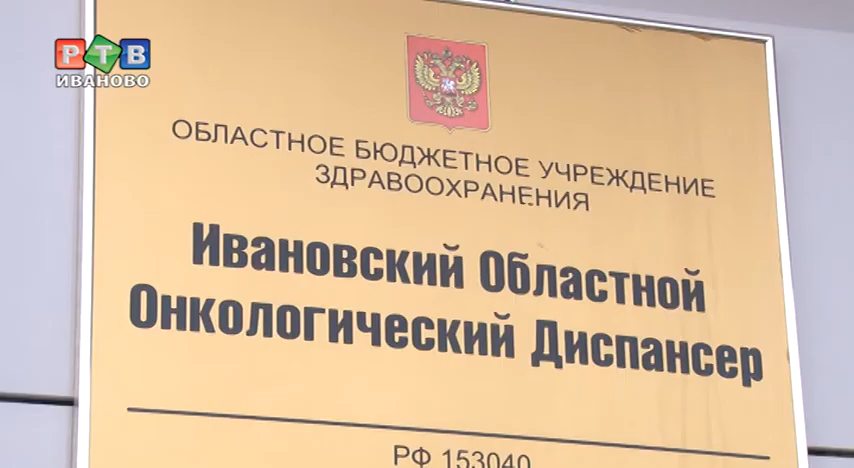 РТВ
ИВАНОВО
ОБЛАСТНОЕ БЮДЖЕТНОЕ УЧРЕЖДЕНИЕ
ЗДРАВООХРАНЕНИЯ
Ивановский Областной
Онкологический Диспансер
РФ 153040